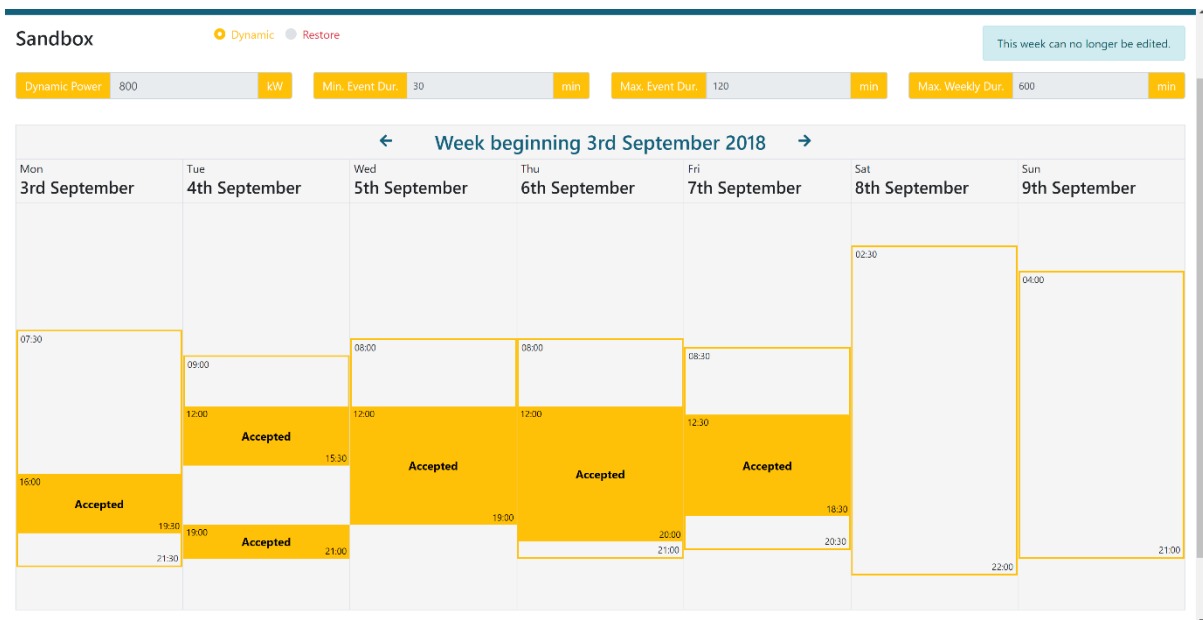 Sandbox
Dynamic Restore
This week can no longer be edited.
Dynamic Power 800 kW Min. Event Dur. 30 min Max. Event Dur. 120 min Max. Weekly Dur. 600 min
← Week beginning 3rd September 2018 →
Mon Tue Wed Thu Fri Sat Sun
3rd September 4th September 5th September 6th September 7th September 8th September 9th September
02:30
04:00
07:30
08:00 08:00
08:30
09:00
12:00 12:00 12:00
12:30
Accepted
15:30
Accepted Accepted
Accepted
16:00
Accepted
18:30
19:00
19:30
19:00
20:00
Accepted
20:30
21:00 21:00 21:00
21:30
22:00